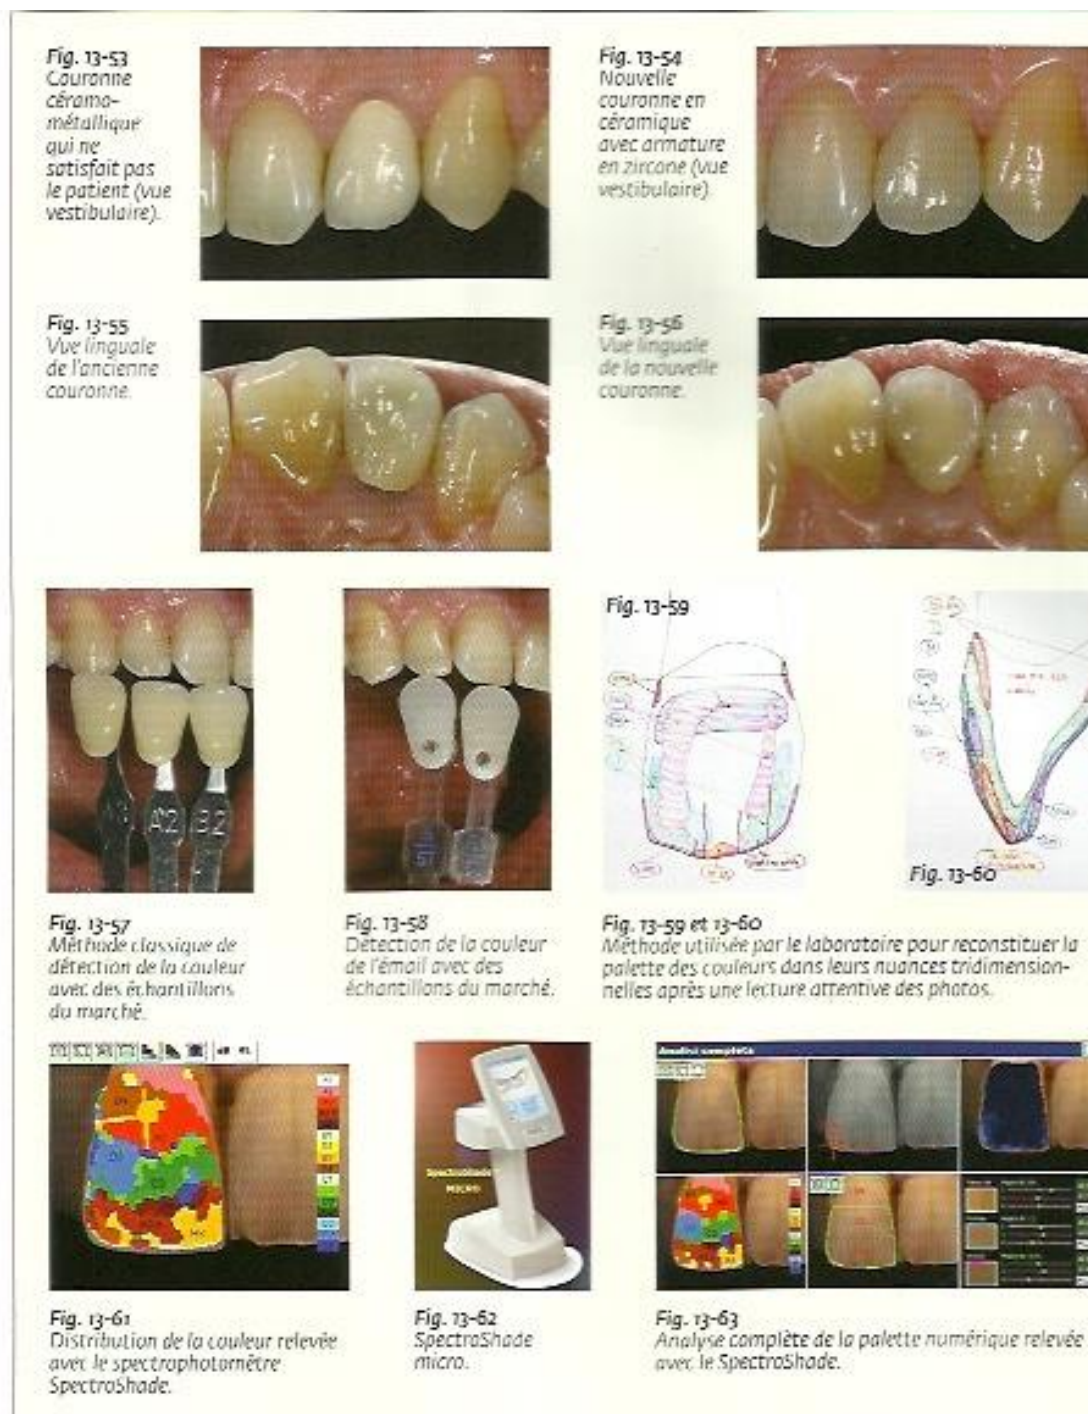 Fig. 13-53
Couronne
céramo-
métallique
qui ne
satisfait pas
le patient (vue
vestibulaire).
Fig. 13-54
Nouvelle
couronne en
céramique
avec armature
en zircone (vue
vestibulaire).
Fig. 13-55
Vue linguale
de l'ancienne
couronne.
Fig. 13-56
Vue linguale
de la nouvelle
couronne.
A2
B2
Fig. 13-59
Fig. 13-60
Fig. 13-57
Méthode classique de
détection de la couleur
avec des échantillons
du marché.
Fig. 13-58
Détection de la couleur
de l'émail avec des
échantillons du marché.
Fig. 13-59 et 13-60
Méthode utilisée par le laboratoire pour reconstituer la
palette des couleurs dans leurs nuances tridimension-
nelles après une lecture attentive des photos.
SpectroShade
MICRO
Analisi completa
Fig. 13-61
Distribution de la couleur relevée
avec le spectrophotomètre
SpectroShade.
Fig. 13-62
SpectroShade
micro.
Fig. 13-63
Analyse complète de la palette numérique relevée
avec le SpectroShade.